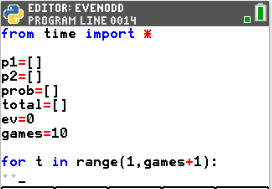 EDITOR: EVENODD
PROGRAM LINE 0014
from time import *
p1=[]
p2=[]
prob=[]
total=[]
ev=0
games=10
for t in range(1,games+1):
··_